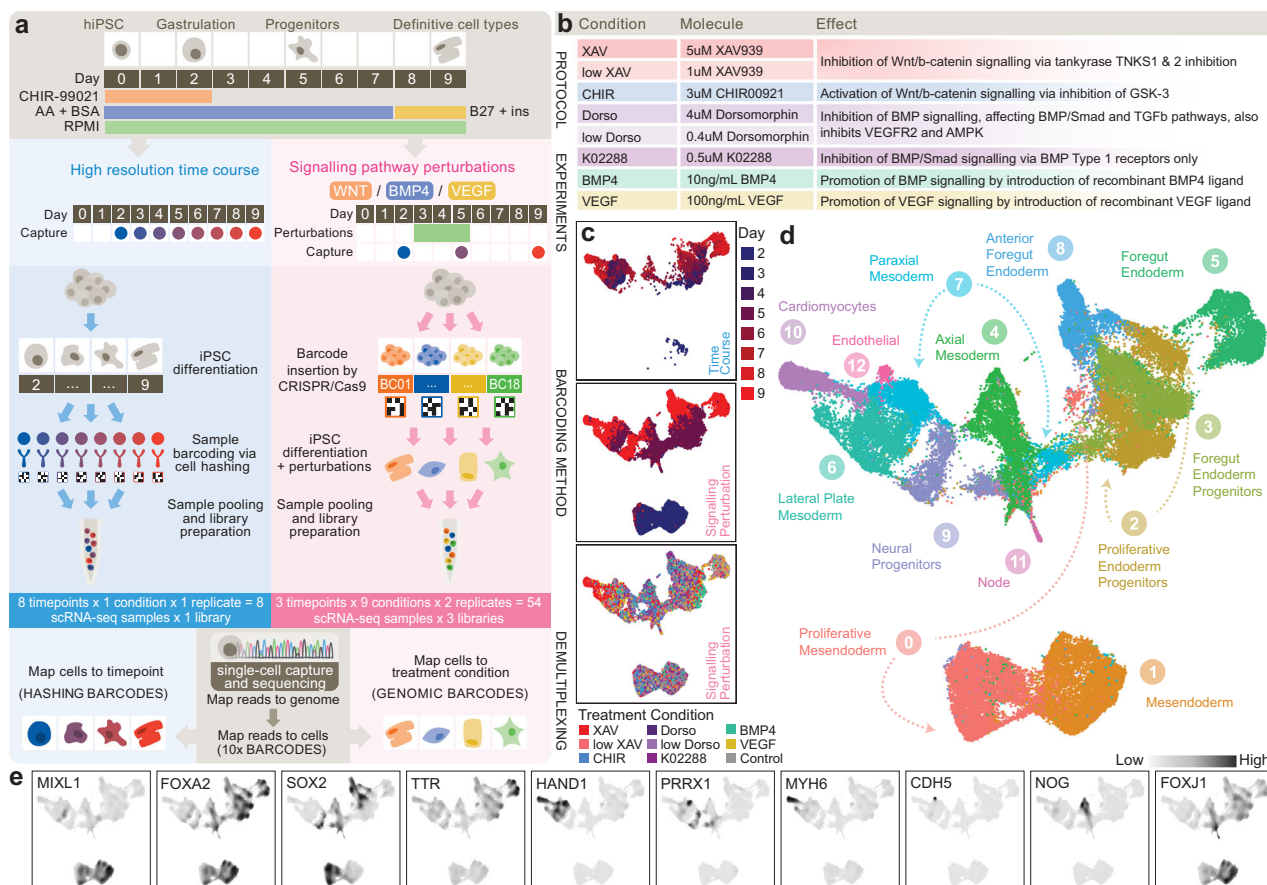 a
hiPSC Gastrulation Progenitors Definitive cell types
Day 0 1 2 3 4 5 6 7 8 9
CHIR-99021
AA + BSA B27 + ins
RPMI
PROTOCOL
High resolution time course
Day 0 1 2 3 4 5 6 7 8 9
Capture
Signalling pathway perturbations
WNT / BMP4 / VEGF
Day 0 1 2 3 4 5 6 7 8 9
Perturbations
Capture
EXPERIMENTS
iPSC
differentiation
2 ... ... 9
Sample
barcoding via
cell hashing
Sample pooling
and library
preparation
Barcode
insertion by
CRISPR/Cas9
BC01 ... ... BC18
iPSC
differentiation
+ perturbations
Sample pooling
and library
preparation
BARCODING METHOD
8 timepoints x 1 condition x 1 replicate = 8
scRNA-seq samples x 1 library
3 timepoints x 9 conditions x 2 replicates = 54
scRNA-seq samples x 3 libraries
Map cells to timepoint
(HASHING BARCODES)
single-cell capture
and sequencing
Map reads to genome
Map reads to cells
(10x BARCODES)
Map cells to
treatment condition
(GENOMIC BARCODES)
DEMULTIPLEXING
b
Condition Molecule Effect
XAV 5uM XAV939
Inhibition of Wnt/b-catenin signalling via tankyrase TNKS1 & 2 inhibition
low XAV 1uM XAV939
CHIR 3uM CHIR00921 Activation of Wnt/b-catenin signalling via inhibition of GSK-3
Dorso 4uM Dorsomorphin Inhibition of BMP signalling, affecting BMP/Smad and TGFb pathways, also
low Dorso 0.4uM Dorsomorphin inhibits VEGFR2 and AMPK
K02288 0.5uM K02288 Inhibition of BMP/Smad signalling via BMP Type 1 receptors only
BMP4 10ng/mL BMP4 Promotion of BMP signalling by introduction of recombinant BMP4 ligand
VEGF 100ng/mL VEGF Promotion of VEGF signalling by introduction of recombinant VEGF ligand
c
Day
2
3
4
5
6
7
8
9
Time
Course
Signalling
Perturbation
Signalling
Perturbation
Treatment Condition
XAV Dorso BMP4
low XAV low Dorso VEGF
CHIR K02288 Control
d
Anterior
Foregut
Endoderm
8
Foregut
Endoderm
5
Paraxial
Mesoderm
7
Cardiomyocytes
10
Endothelial
12
Axial
Mesoderm
4
3
Foregut
Endoderm
Progenitors
6
Lateral Plate
Mesoderm
9
Neural
Progenitors
11
Node
2
Proliferative
Endoderm
Progenitors
Proliferative
Mesendoderm
0
1
Mesendoderm
Low High
e
MIXL1 FOXA2 SOX2 TTR HAND1 PRRX1 MYH6 CDH5 NOG FOXJ1